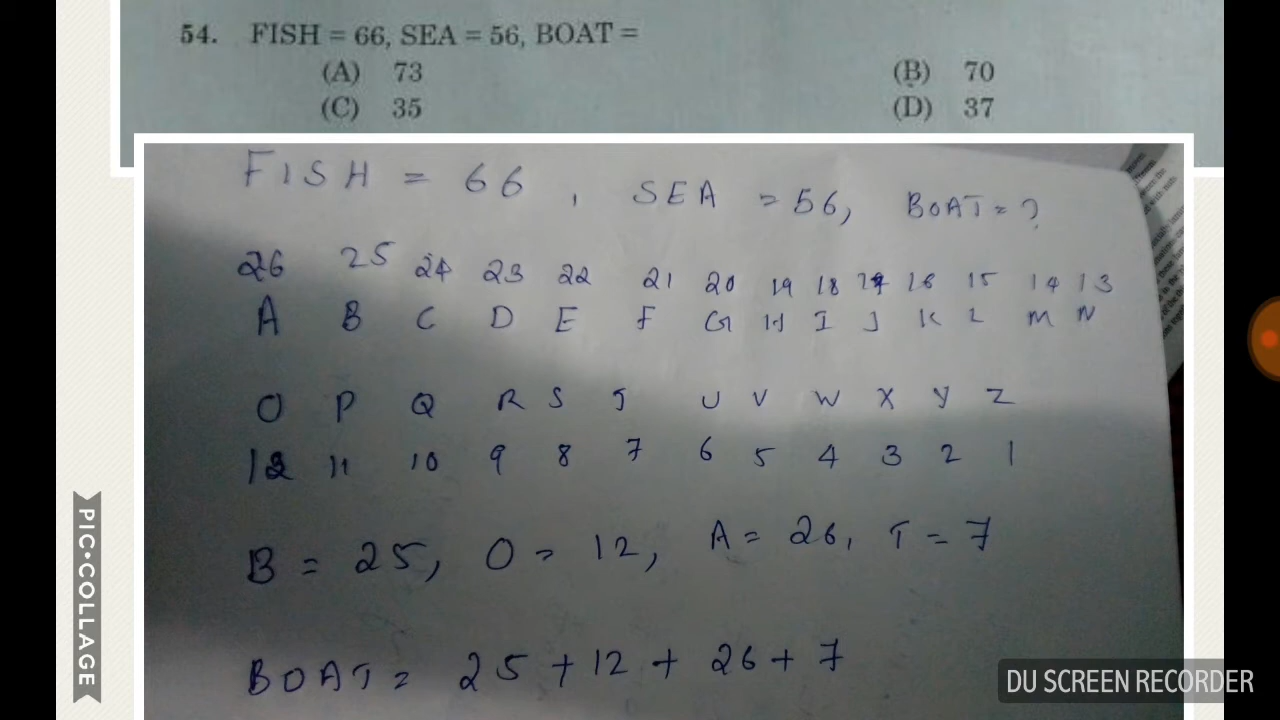 54. FISH = 66, SEA = 56, BOAT =
(A) 73 (B) 70
(C) 35 (D) 37
FISH = 66, SEA = 56, BOAT = ?
26 25 24 23 22 21 20 19 18 17 16 15 14 13
A B C D E F G H I J K L M N
O P Q R S T U V W X Y Z
12 11 10 9 8 7 6 5 4 3 2 1
B = 25, O = 12, A = 26, T = 7
BOAT = 25 + 12 + 26 + 7
PIC•COLLAGE
DU SCREEN RECORDER